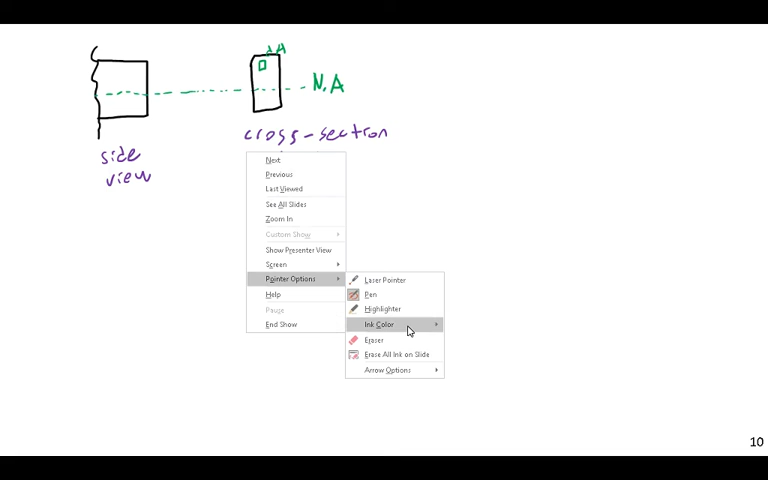 A
N.A
cross-section
side
view
Next
Previous
Last Viewed
See All Slides
Zoom In
Custom Show
Show Presenter View
Screen
Pointer Options
Help
Pause
End Show
Laser Pointer
Pen
Highlighter
Ink Color
Eraser
Erase All Ink on Slide
Arrow Options
10